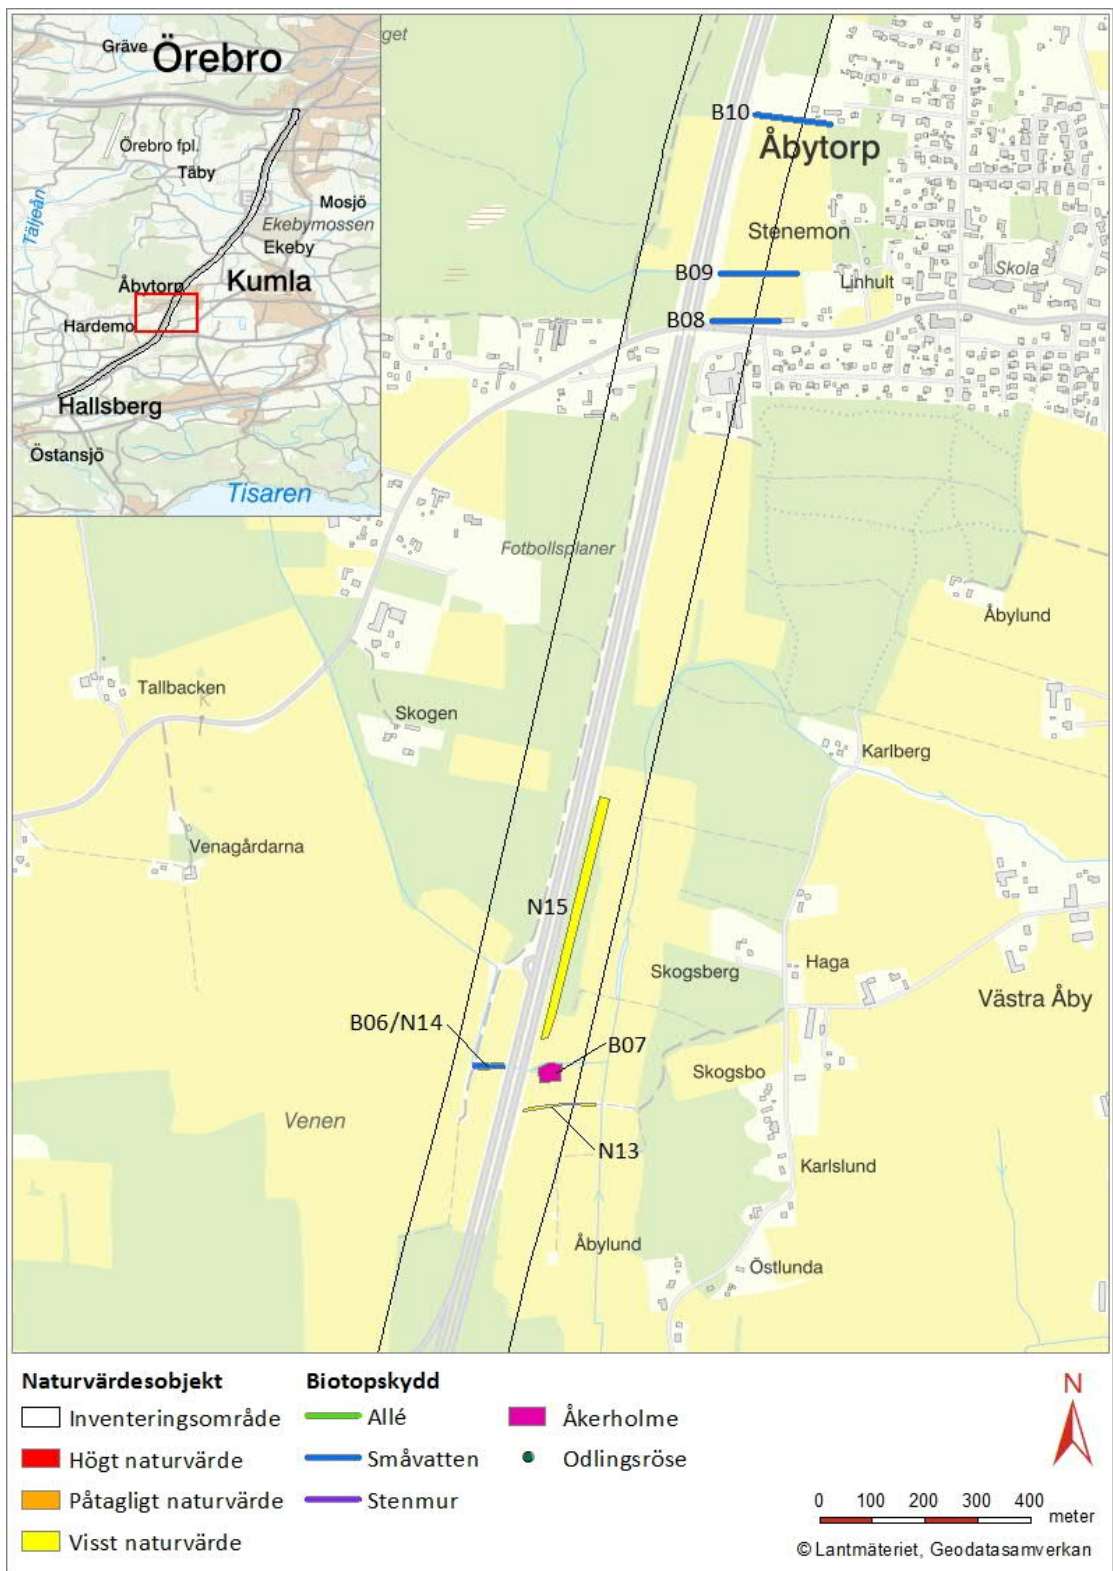 Gräve
Örebro
get
Örebro fpl.
Täby
Täljeån
Mosjö
Ekebymossen
Ekeby
Åbytorp
Kumla
Hardemo
Hallsberg
Östansjö
Tisaren
B10
Åbytorp
Stenemon
B09
Linhult
Skola
B08
Fotbollsplaner
Åbylund
Tallbacken
Skogen
Karlberg
Venagårdarna
N15
Skogsberg
Haga
Västra Åby
B06/N14
B07
Skogsbo
Venen
N13
Karlslund
Åbylund
Östlunda
Naturvärdesobjekt
Inventeringsområde
Högt naturvärde
Påtagligt naturvärde
Visst naturvärde
Biotopskydd
Allé
Småvatten
Stenmur
Åkerholme
Odlingsröse
N
0 100 200 300 400
meter
© Lantmäteriet, Geodatasamverkan